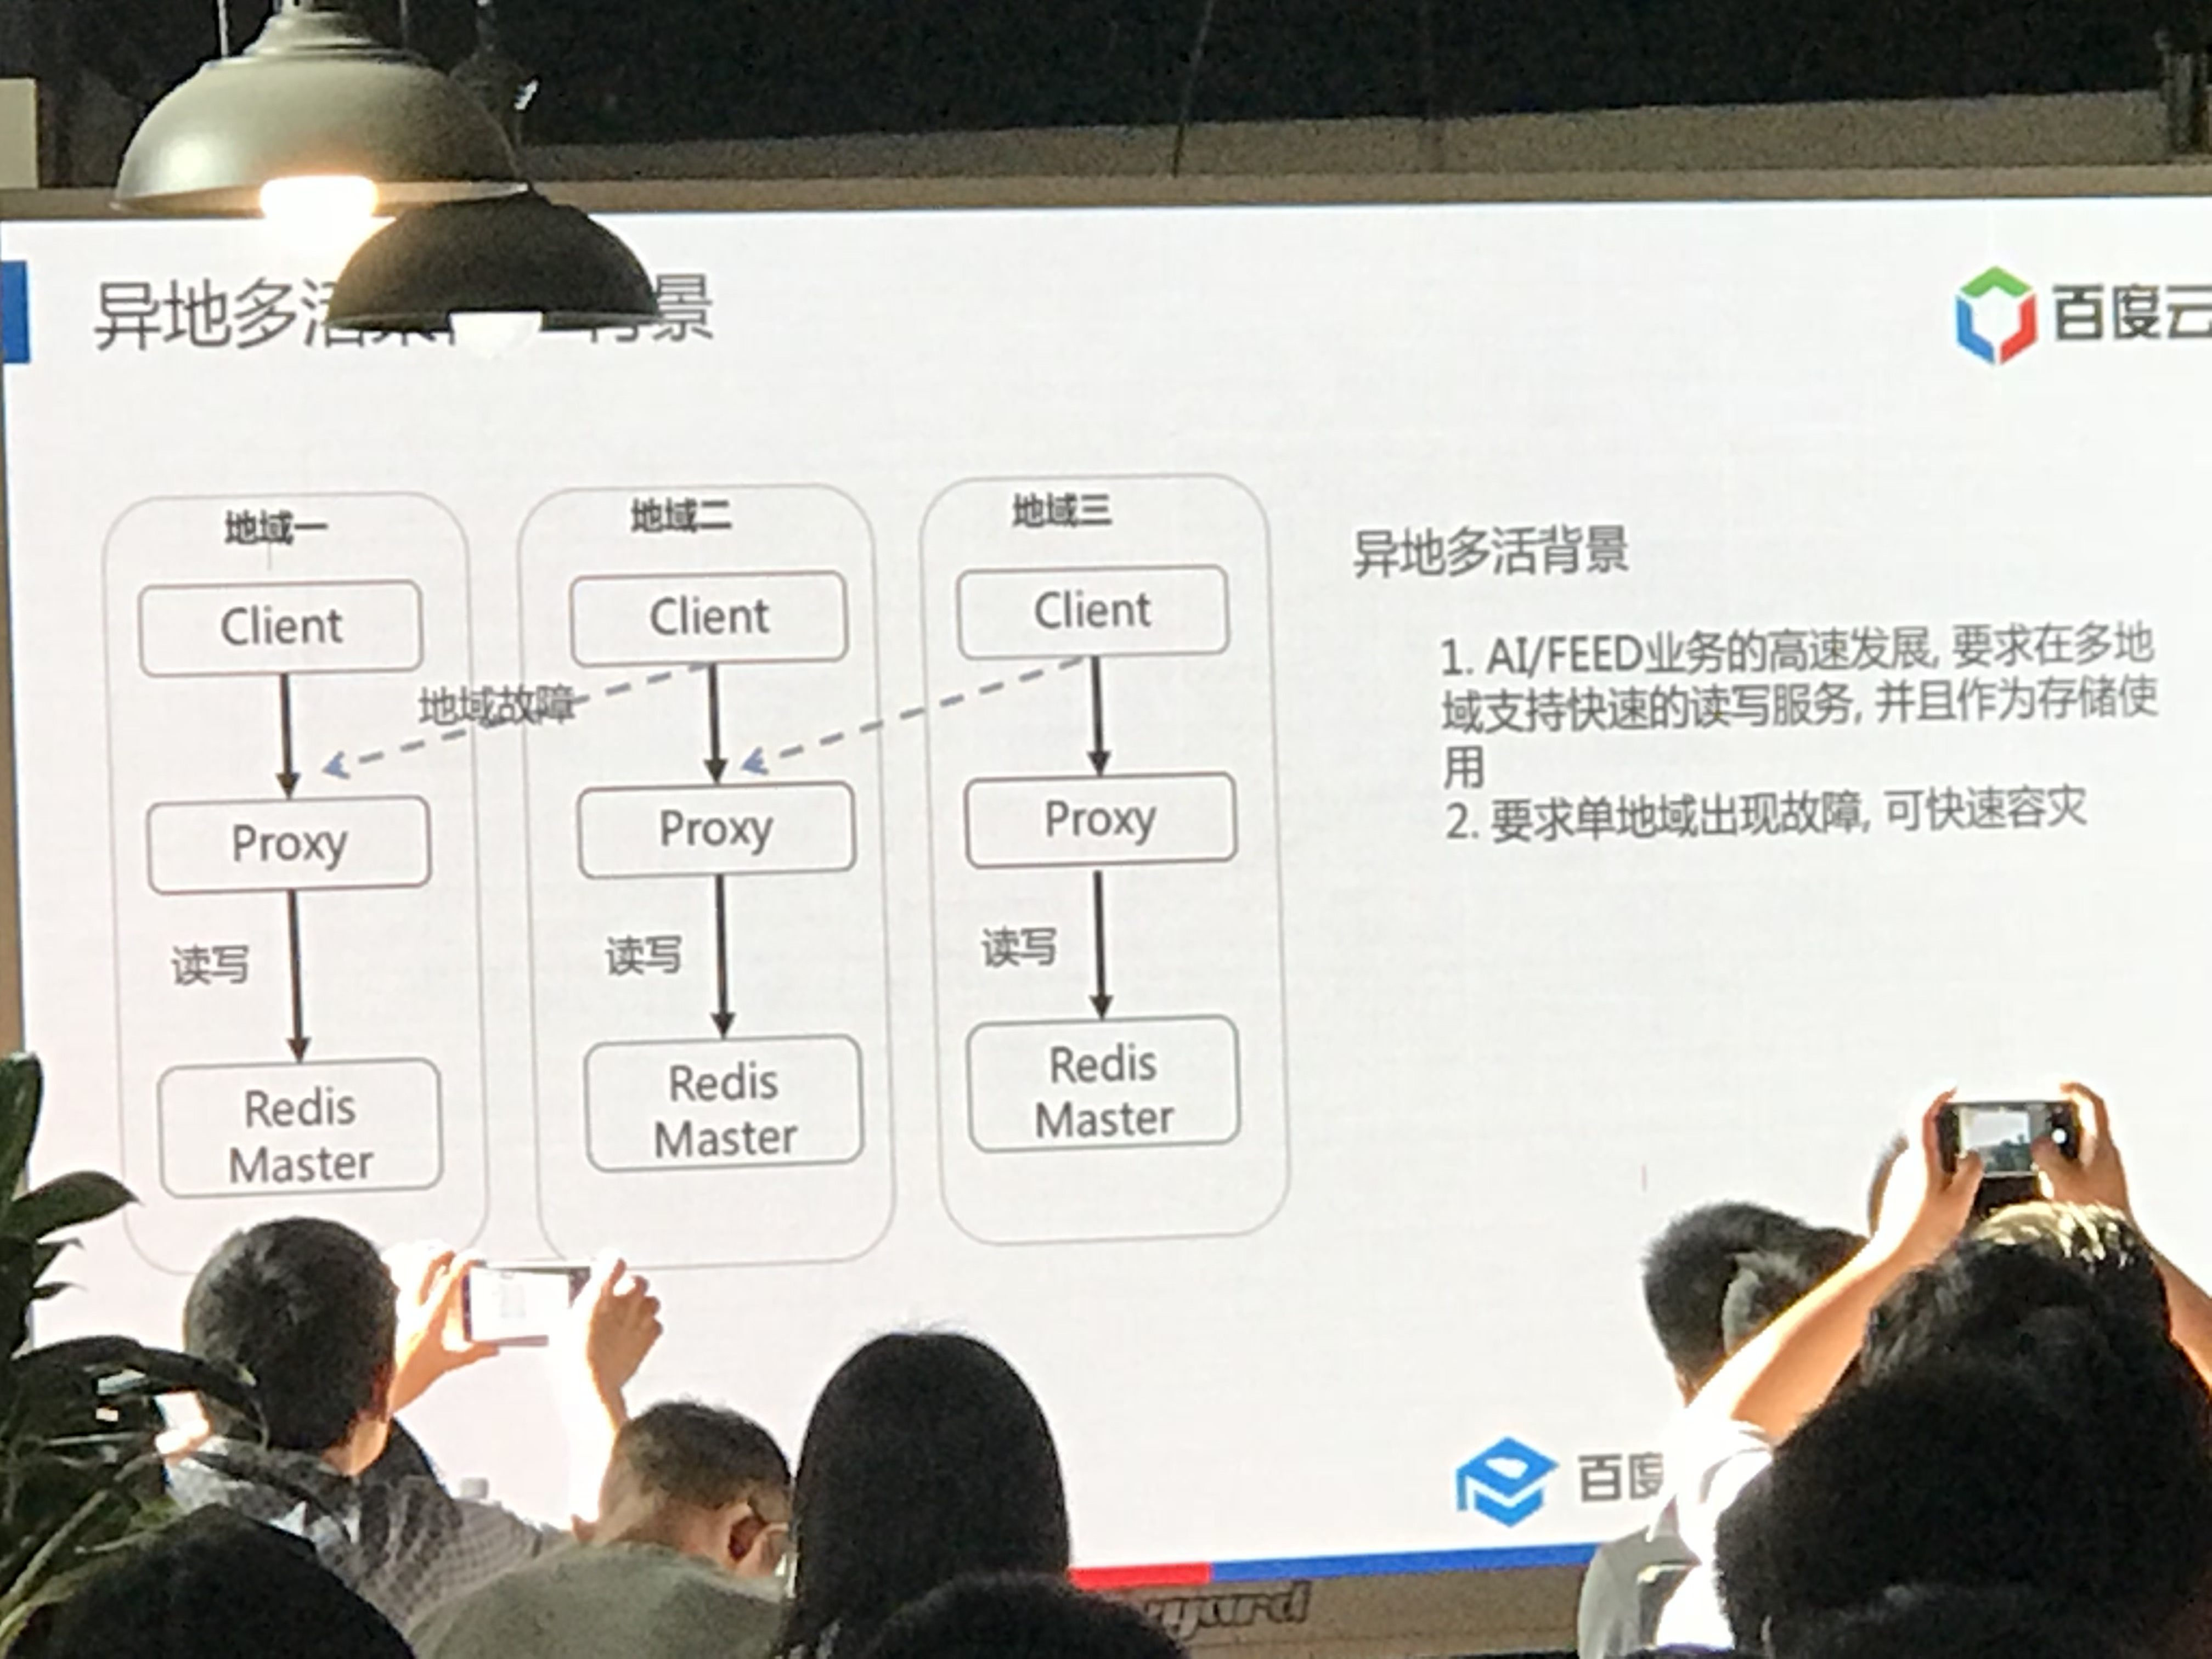 异地多活
景
百度云
地域一
地域二
地域三
Client
Client
Client
地域故障
Proxy
Proxy
Proxy
读写
读写
读写
Redis
Master
Redis
Master
Redis
Master
异地多活背景
1. AI/FEED业务的高速发展, 要求在多地
域支持快速的读写服务, 并且作为存储使
用
2. 要求单地域出现故障, 可快速容灾
百度